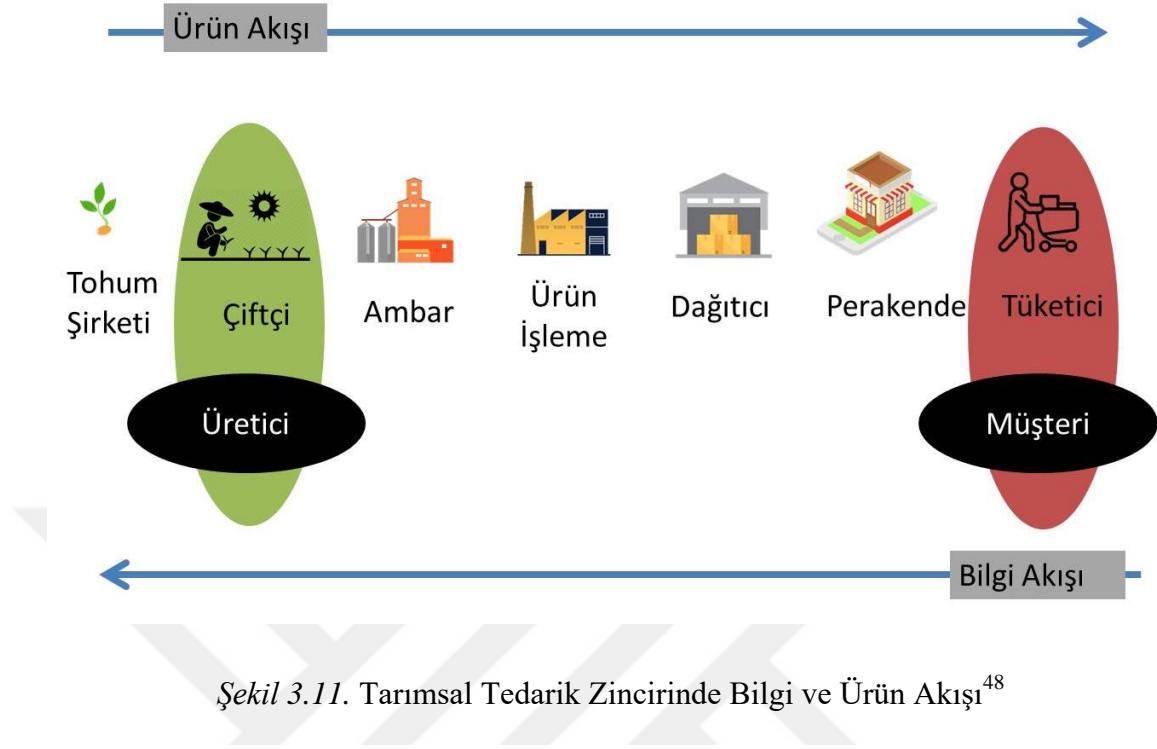 Ürün Akışı
Tohum
Şirketi
Çiftçi
Ambar
Ürün
İşleme
Dağıtıcı
Perakende
Tüketici
Üretici
Müşteri
Bilgi Akışı
Şekil 3.11. Tarımsal Tedarik Zincirinde Bilgi ve Ürün Akışı48